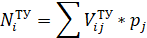 N_i^ТУ = ∑ V_ij^ТУ * p_j